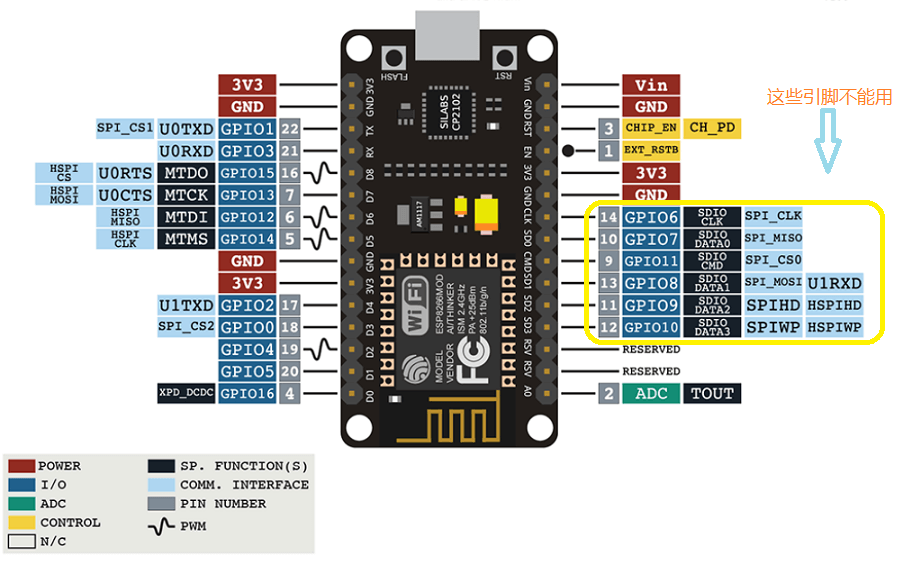 这些引脚不能用
FLASH
RST
SILABS
CP2102
AM1117
3V3 3V3
GND GND
SPI_CS1 U0TXD GPIO1 22 TX
U0RXD GPIO3 21 RX
HSPI CS U0RTS MTDO GPIO15 16 D8
HSPI MOSI U0CTS MTCK GPIO13 7 D7
HSPI MISO MTDI GPIO12 6 D6
HSPI CLK MTMS GPIO14 5 D5
GND GND
3V3 3V3
U1TXD GPIO2 17 D4
SPI_CS2 GPIO0 18 D3
GPIO4 19 D2
GPIO5 20 D1
XPD_DCDC GPIO16 4 D0
Vin Vin
GND GND
RST 3 CHIP_EN CH_PD
EN 1 EXT_RSTB
3V3 3V3
GND GND
CLK 14 GPIO6 SDIO CLK SPI_CLK
SD0 10 GPIO7 SDIO DATA0 SPI_MISO
CMD 9 GPIO11 SDIO CMD SPI_CS0
SD1 13 GPIO8 SDIO DATA1 SPI_MOSI U1RXD
SD2 11 GPIO9 SDIO DATA2 SPIHD HSPIHD
SD3 12 GPIO10 SDIO DATA3 SPIWP HSPIWP
RSV RESERVED
RSV RESERVED
A0 2 ADC TOUT
WiFi
ESP8266MOD
AI/THINKER
ISM 2.4GHz
PA +25dBm
802.11b/g/n
MODEL
VENDOR
FC
POWER
I/O
ADC
CONTROL
N/C
SP. FUNCTION(S)
COMM. INTERFACE
PIN NUMBER
PWM